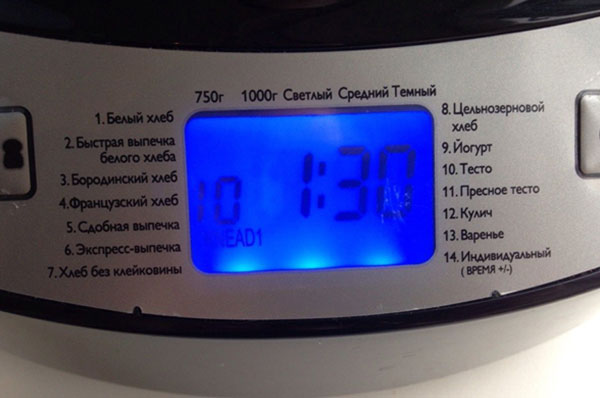 750г 1000г Светлый Средний Темный
1. Белый хлеб
2. Быстрая выпечка
белого хлеба
3. Бородинский хлеб
4. Французский хлеб
5. Сдобная выпечка
6. Экспресс-выпечка
7. Хлеб без клейковины
10 1:30
HEAD1
8. Цельнозерновой
хлеб
9. Йогурт
10. Тесто
11. Пресное тесто
12. Кулич
13. Варенье
14. Индивидуальный
( ВРЕМЯ +/-)